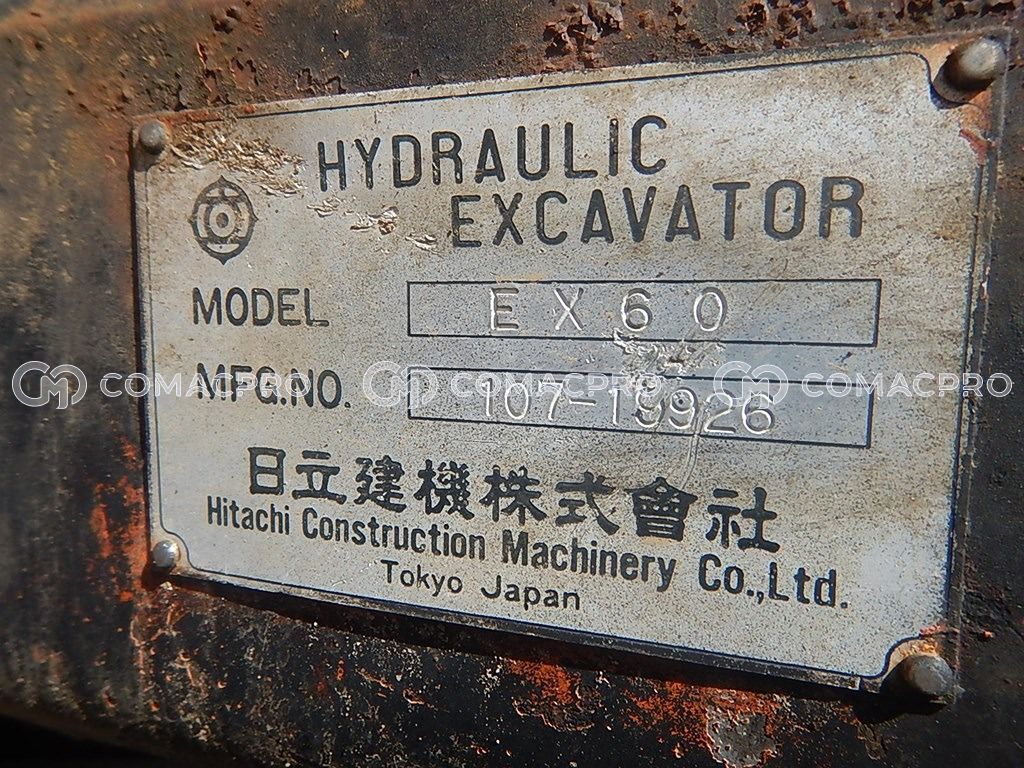 HYDRAULIC
EXCAVATOR
MODEL EX60
MFG.NO. 107-19926
COMACPRO COMACPRO COMACPRO
日立建機株式會社
Hitachi Construction Machinery Co.,Ltd.
Tokyo Japan